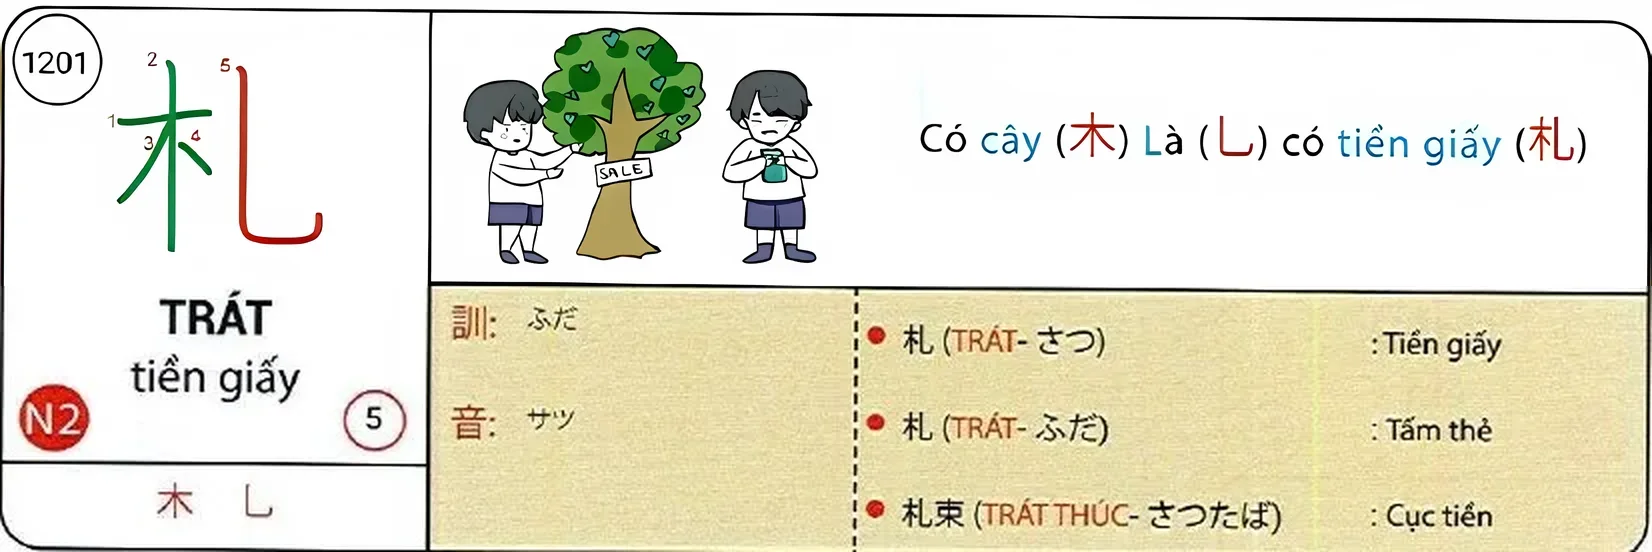 1201
1 2 3 4 5
札
TRÁT
tiền giấy
N2
5
木 乚
SALE
Có cây (木) Là (乚) có tiền giấy (札)
訓: ふだ
音: サツ
札 (TRÁT- さつ) : Tiền giấy
札 (TRÁT- ふだ) : Tấm thẻ
札束 (TRÁT THÚC- さつたば) : Cục tiền